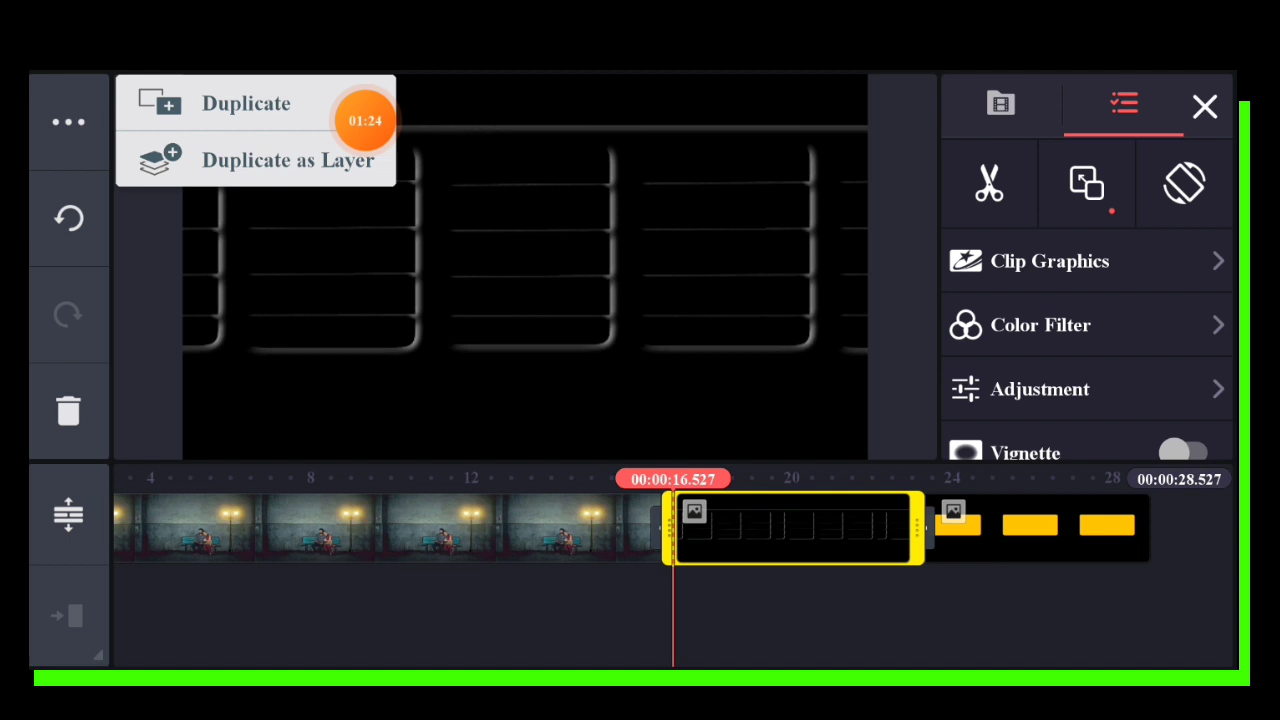 Duplicate
01:24
Duplicate as Layer
Clip Graphics
Color Filter
Adjustment
Vignette
4 8 12 00:00:16.527 20 24 28 00:00:28.527